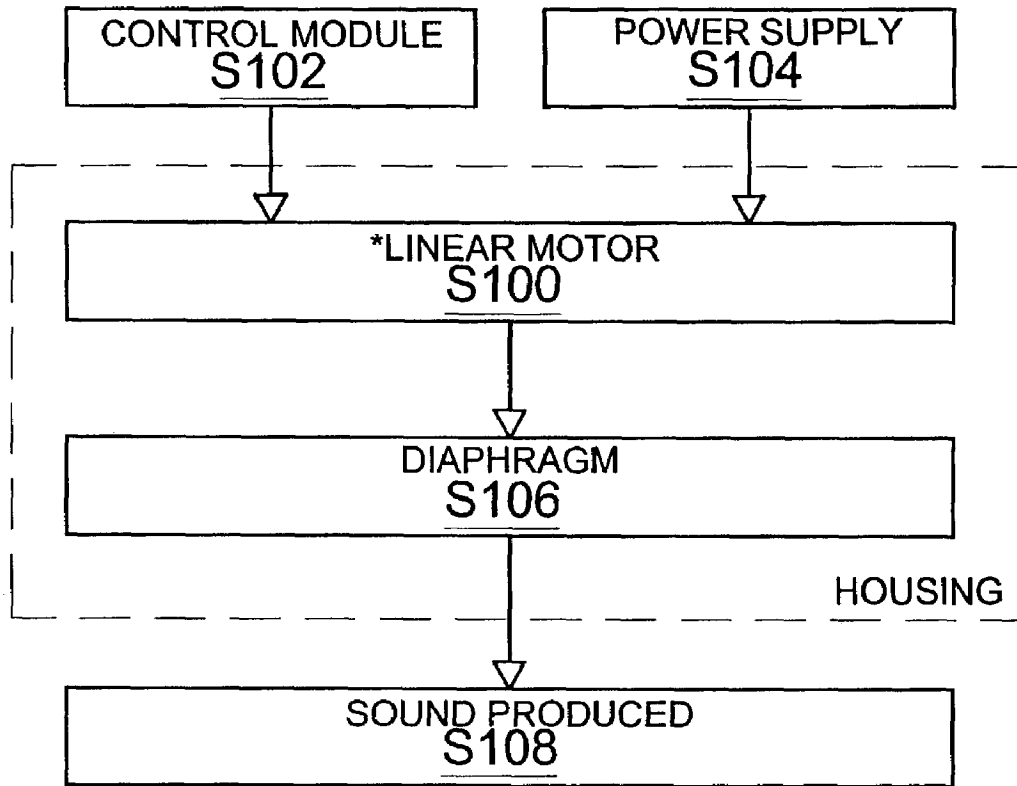 CONTROL MODULE
S102
POWER SUPPLY
S104
*LINEAR MOTOR
S100
DIAPHRAGM
S106
HOUSING
SOUND PRODUCED
S108